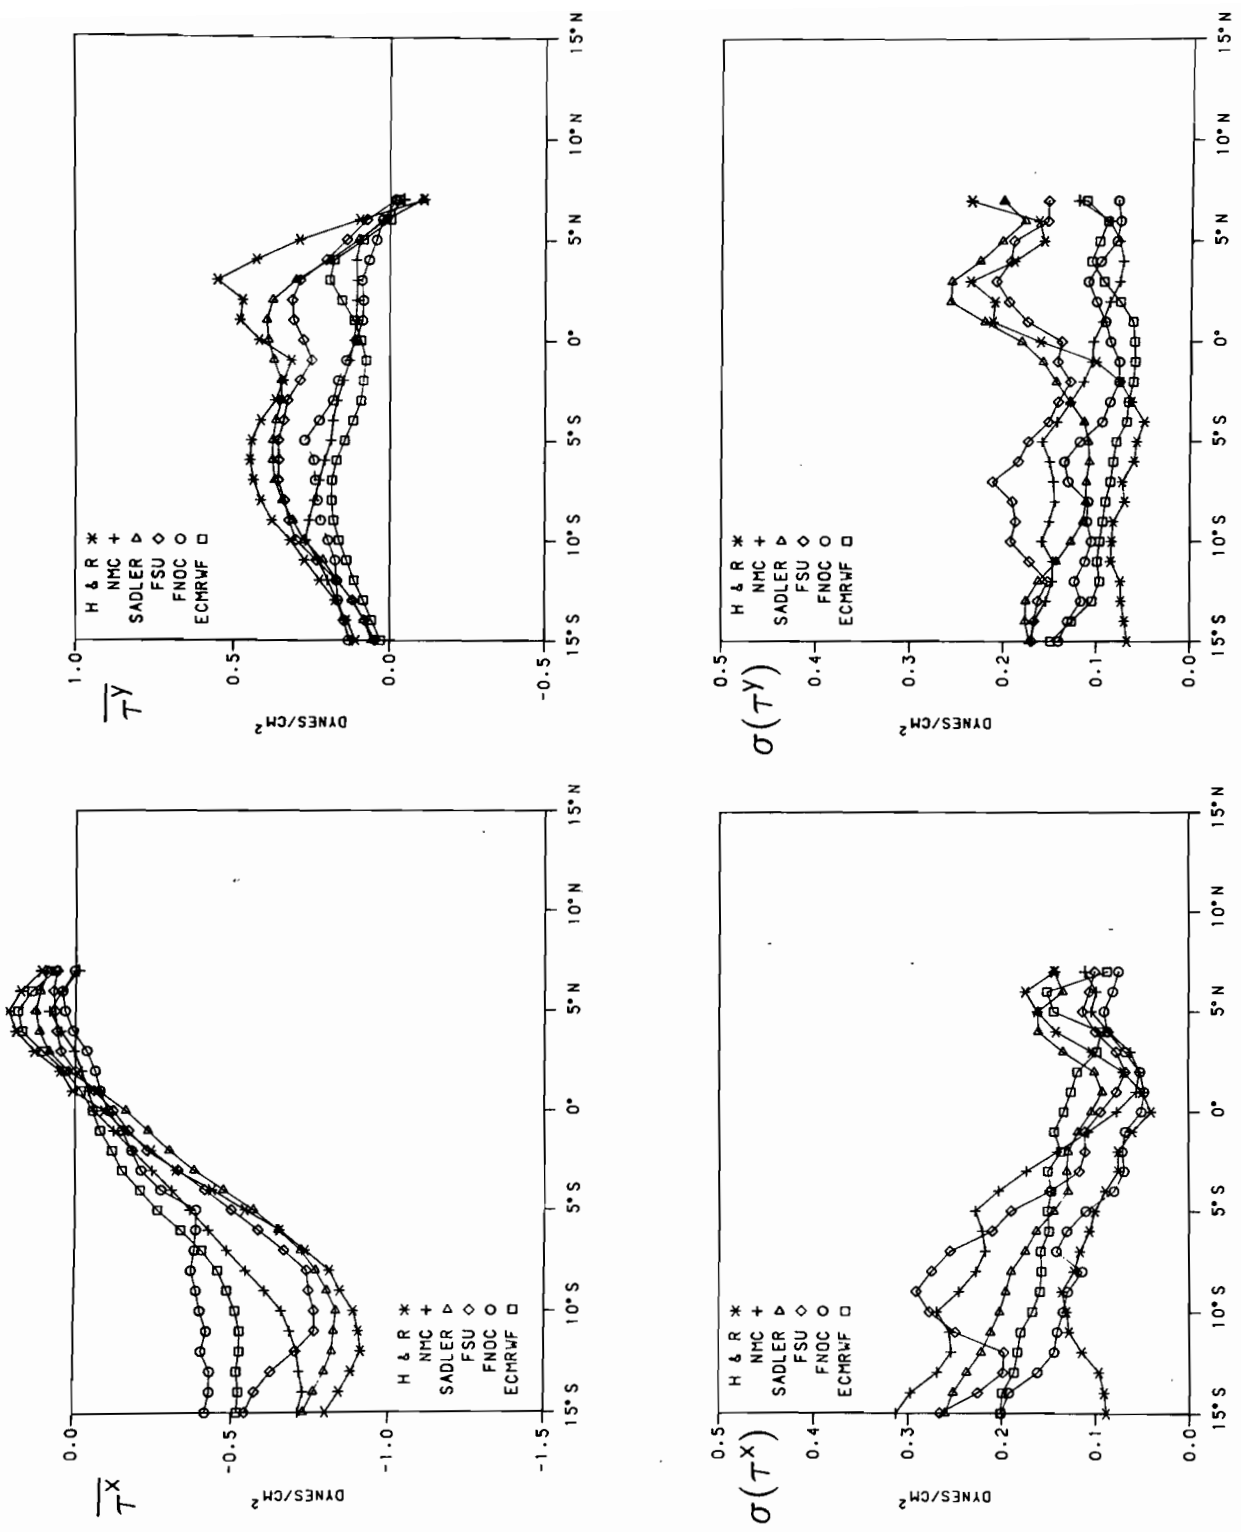 τ̄ˣ
0.0
-0.5
-1.0
-1.5
DYNES/CM²
H & R
NMC
SADLER
FSU
FNOC
ECMRWF
15°S
10°S
5°S
0°
5°N
10°N
15°N
τ̄ʸ
1.0
0.5
0.0
-0.5
DYNES/CM²
H & R
NMC
SADLER
FSU
FNOC
ECMRWF
15°S
10°S
5°S
0°
5°N
10°N
15°N
σ(τˣ)
0.5
0.4
0.3
0.2
0.1
0.0
DYNES/CM²
H & R
NMC
SADLER
FSU
FNOC
ECMRWF
15°S
10°S
5°S
0°
5°N
10°N
15°N
σ(τʸ)
0.5
0.4
0.3
0.2
0.1
0.0
DYNES/CM²
H & R
NMC
SADLER
FSU
FNOC
ECMRWF
15°S
10°S
5°S
0°
5°N
10°N
15°N